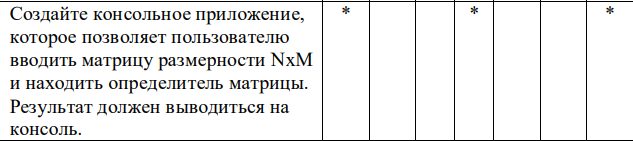 Создайте консольное приложение, * * *
которое позволяет пользователю
вводить матрицу размерности NxM
и находить определитель матрицы.
Результат должен выводиться на
консоль.